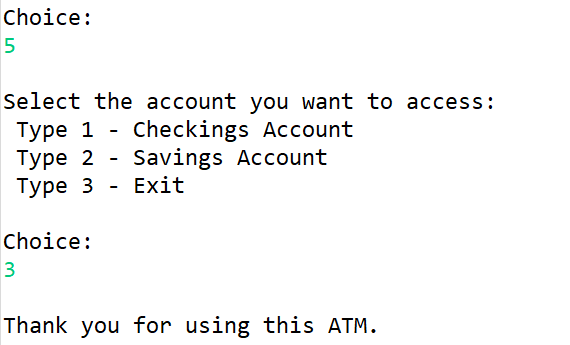 Choice:
5
Select the account you want to access:
Type 1 - Checkings Account
Type 2 - Savings Account
Type 3 - Exit
Choice:
3
Thank you for using this ATM.